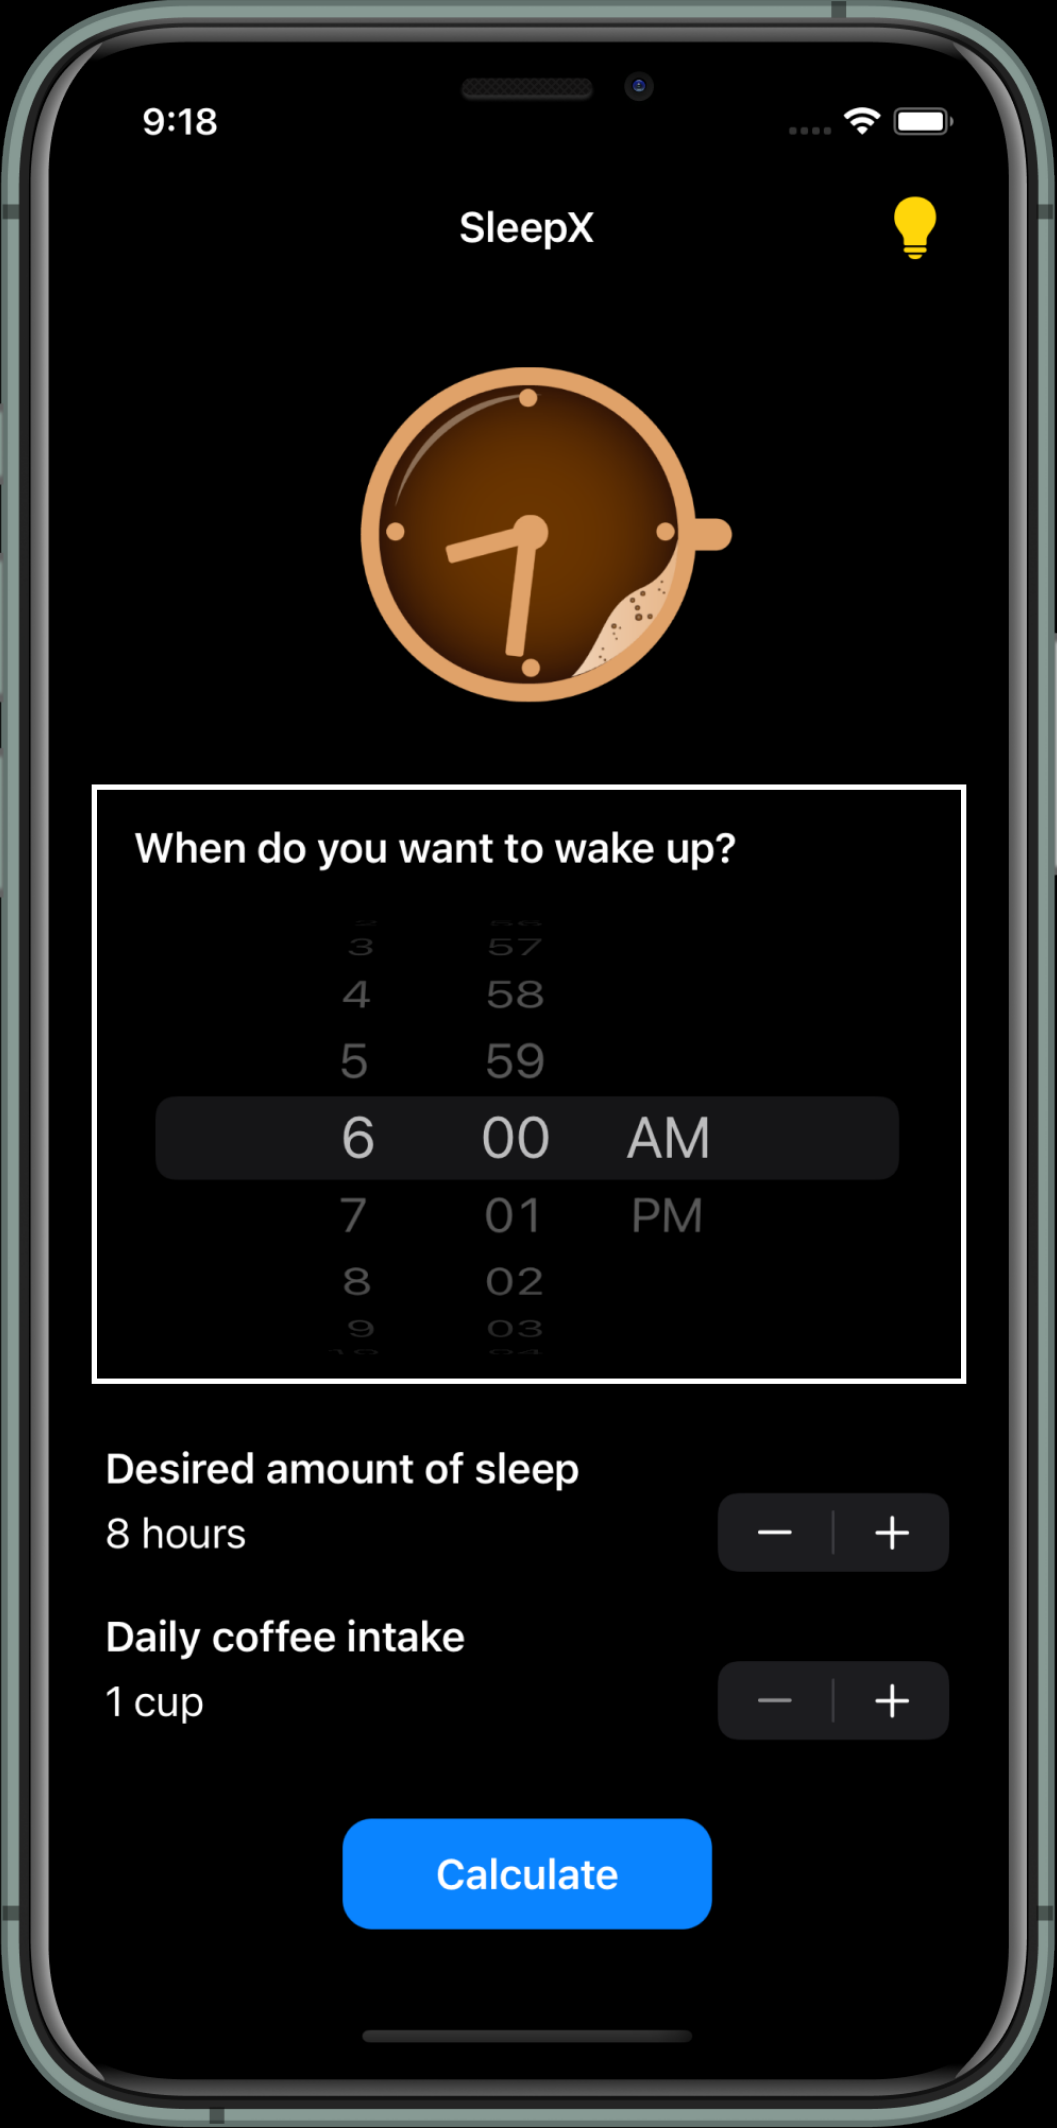 9:18
SleepX
When do you want to wake up?
3 57
4 58
5 59
6 00 AM
7 01 PM
8 02
9 03
10 04
Desired amount of sleep
8 hours
− +
Daily coffee intake
1 cup
− +
Calculate